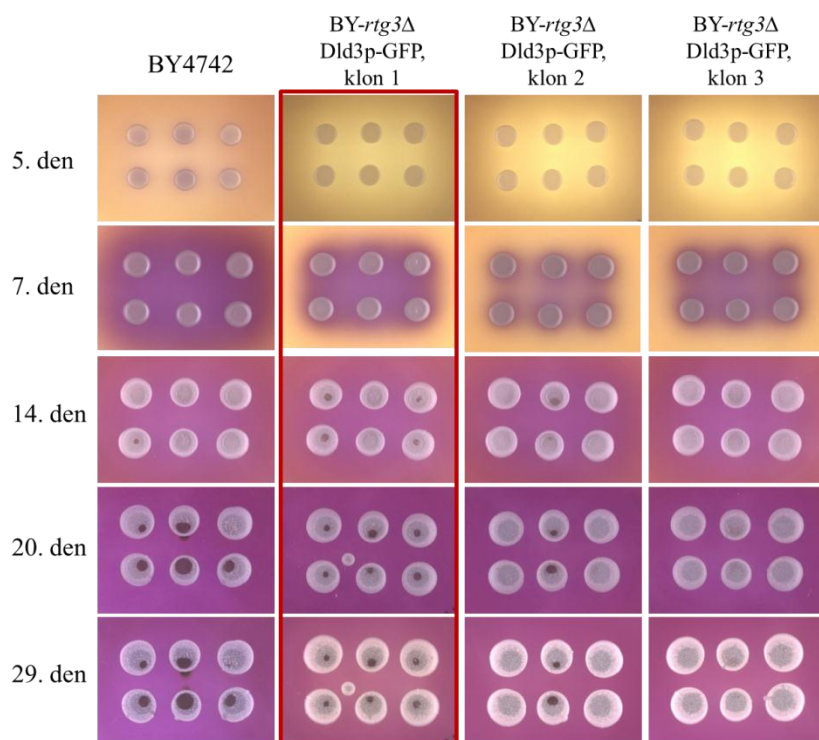 BY4742
BY-rtg3Δ
Dld3p-GFP,
klon 1
BY-rtg3Δ
Dld3p-GFP,
klon 2
BY-rtg3Δ
Dld3p-GFP,
klon 3
5. den
7. den
14. den
20. den
29. den